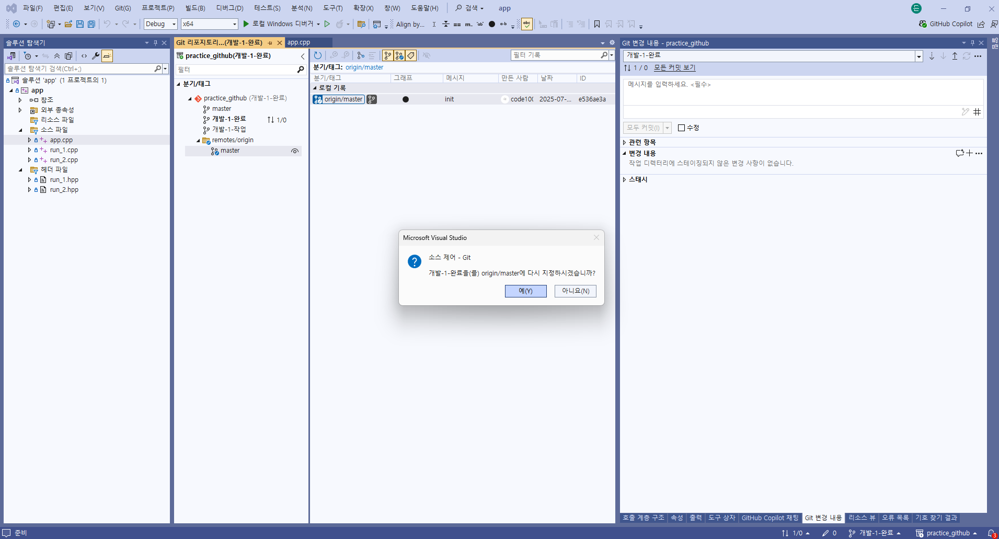 파일(F) 편집(E) 보기(V) Git(G) 프로젝트(P) 빌드(B) 디버그(D) 테스트(S) 분석(N) 도구(T) 확장(X) 창(W) 도움말(H) 검색 app 든
Debug x64 로컬 Windows 디버거 Align by... GitHub Copilot
솔루션 탐색기
솔루션 탐색기 검색(Ctrl+;)
솔루션 'app' (1 프로젝트의 1)
app
참조
외부 종속성
리소스 파일
소스 파일
app.cpp
run_1.cpp
run_2.cpp
헤더 파일
run_1.hpp
run_2.hpp
Git 리포지토리...(개발-1-완료) app.cpp
practice_github(개발-1-완료)
필터
분기/태그
practice_github (개발-1-완료)
master
개발-1-완료 1/0
개발-1-작업
remotes/origin
master
필터 기록
분기/태그: origin/master
분기/태그 그래프 메시지 만든 사람 날짜 ID
로컬 기록
origin/master init code10( 2025-07-... e536ae3a
Microsoft Visual Studio
소스 제어 - Git
개발-1-완료을(를) origin/master에 다시 지정하시겠습니까?
예(Y) 아니요(N)
Git 변경 내용 - practice_github
개발-1-완료
1 / 0 모든 커밋 보기
메시지를 입력하세요. <필수>
모두 커밋(I) 수정
관련 항목
변경 내용
작업 디렉터리에 스테이징되지 않은 변경 사항이 없습니다.
스태시
알림
호출 계층 구조 속성 출력 도구 상자 GitHub Copilot 채팅 Git 변경 내용 리소스 뷰 오류 목록 기호 찾기 결과
준비 1/0 0 개발-1-완료 practice_github 3